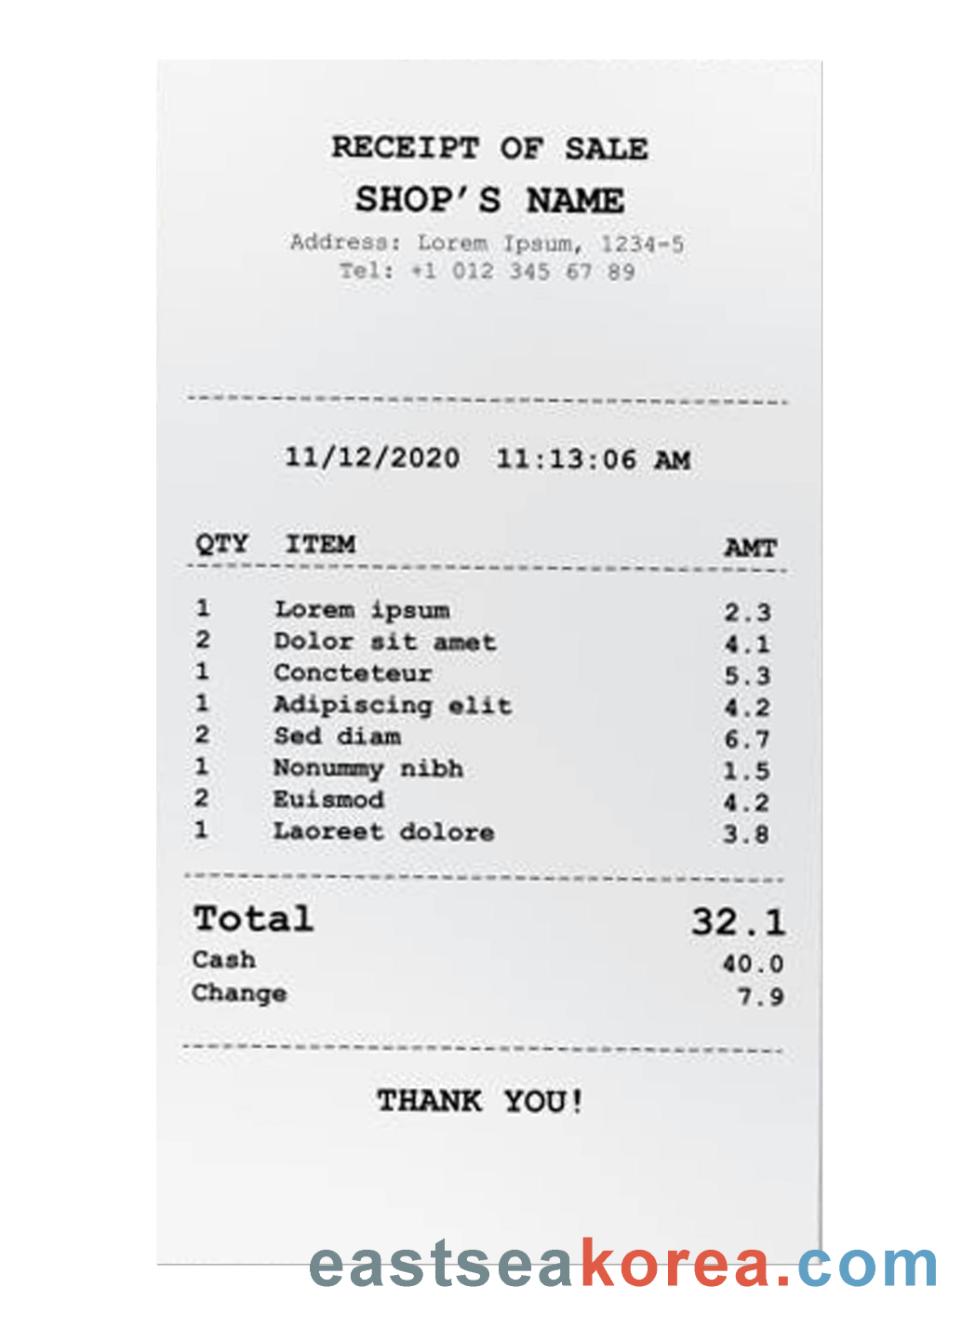 RECEIPT OF SALE
SHOP'S NAME
Address: Lorem Ipsum, 1234-5
Tel: +1 012 345 67 89
11/12/2020 11:13:06 AM
QTY ITEM AMT
1 Lorem ipsum 2.3
2 Dolor sit amet 4.1
1 Concteteur 5.3
1 Adipiscing elit 4.2
2 Sed diam 6.7
1 Nonummy nibh 1.5
2 Euismod 4.2
1 Laoreet dolore 3.8
Total 32.1
Cash 40.0
Change 7.9
THANK YOU!
eastseakorea.com